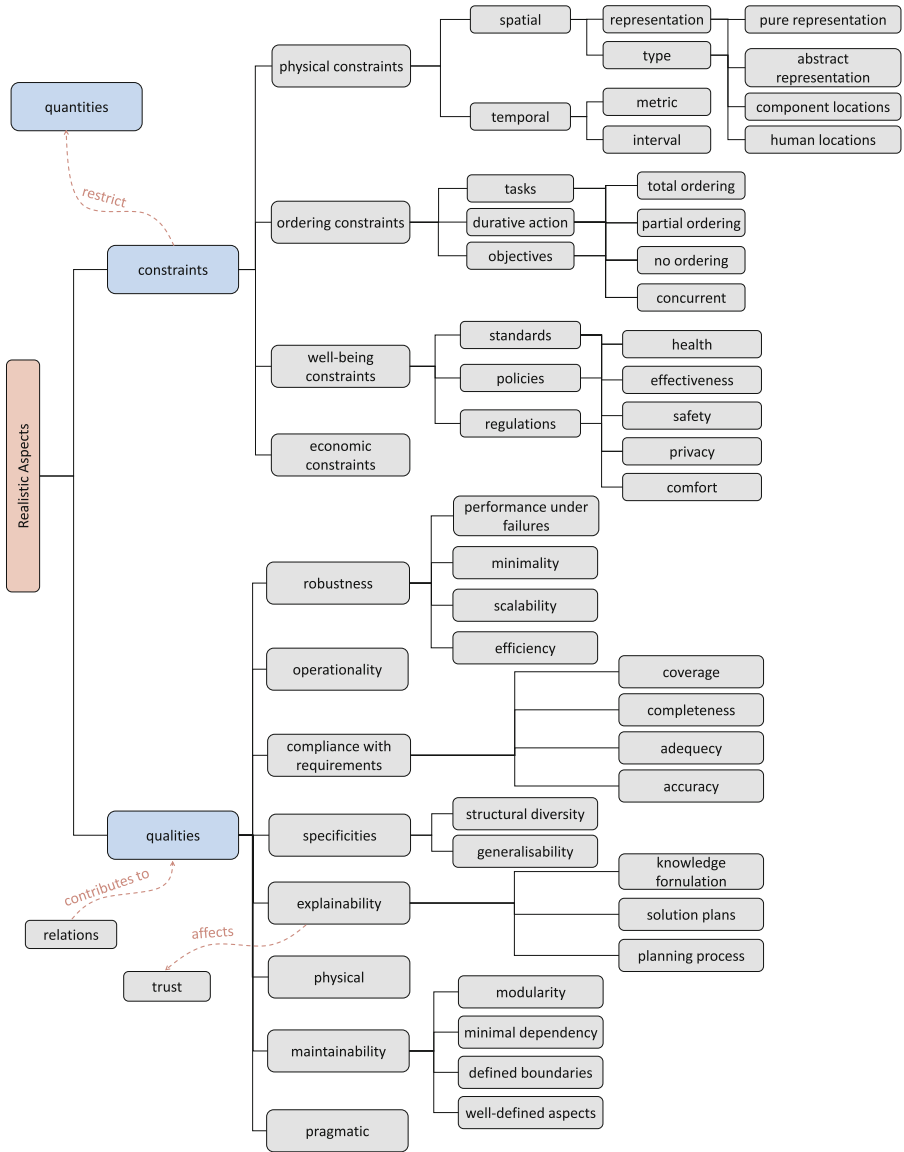 quantities
restrict
constraints
Realistic Aspects
physical constraints
spatial
representation
type
pure representation
abstract
representation
component locations
human locations
temporal
metric
interval
ordering constraints
tasks
durative action
objectives
total ordering
partial ordering
no ordering
concurrent
well-being
constraints
standards
policies
regulations
health
effectiveness
safety
privacy
comfort
economic
constraints
qualities
contributes to
relations
affects
trust
robustness
performance under
failures
minimality
scalability
efficiency
operationality
compliance with
requirements
coverage
completeness
adequecy
accuracy
specificities
structural diversity
generalisability
explainability
knowledge
fornulation
solution plans
planning process
physical
maintainability
modularity
minimal dependency
defined boundaries
well-defined aspects
pragmatic